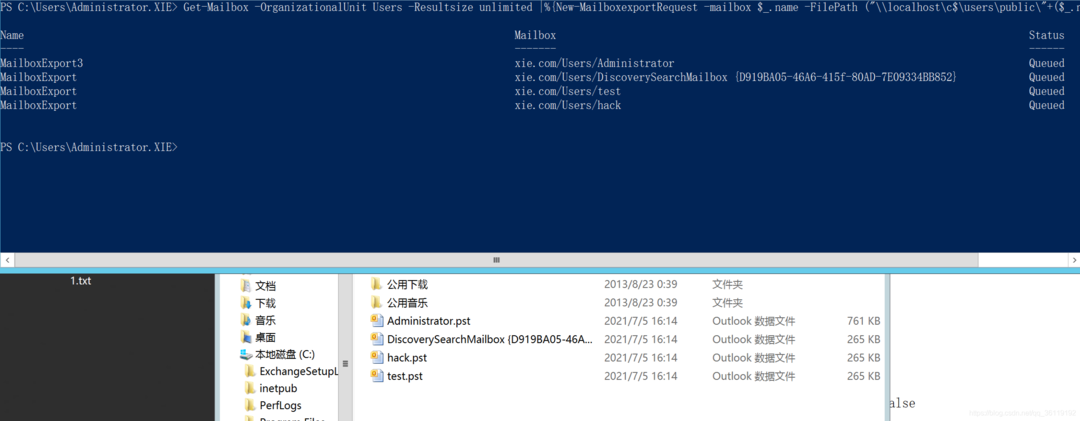 PS C:\Users\Administrator.XIE> Get-Mailbox -OrganizationalUnit Users -Resultsize unlimited |%{New-MailboxexportRequest -mailbox $_.name -FilePath ("\\localhost\c$\users\public\"+($_.n
Name Mailbox Status
---- ------- ------
MailboxExport3 xie.com/Users/Administrator Queued
MailboxExport xie.com/Users/DiscoverySearchMailbox {D919BA05-46A6-415f-80AD-7E09334BB852} Queued
MailboxExport xie.com/Users/test Queued
MailboxExport xie.com/Users/hack Queued
PS C:\Users\Administrator.XIE>
1.txt
文档
下载
音乐
桌面
本地磁盘 (C:)
ExchangeSetupL
inetpub
PerfLogs
Program Files
公用下载 2013/8/23 0:39 文件夹
公用音乐 2013/8/23 0:39 文件夹
Administrator.pst 2021/7/5 16:14 Outlook 数据文件 761 KB
DiscoverySearchMailbox {D919BA05-46A... 2021/7/5 16:14 Outlook 数据文件 265 KB
hack.pst 2021/7/5 16:14 Outlook 数据文件 265 KB
test.pst 2021/7/5 16:14 Outlook 数据文件 265 KB
alse